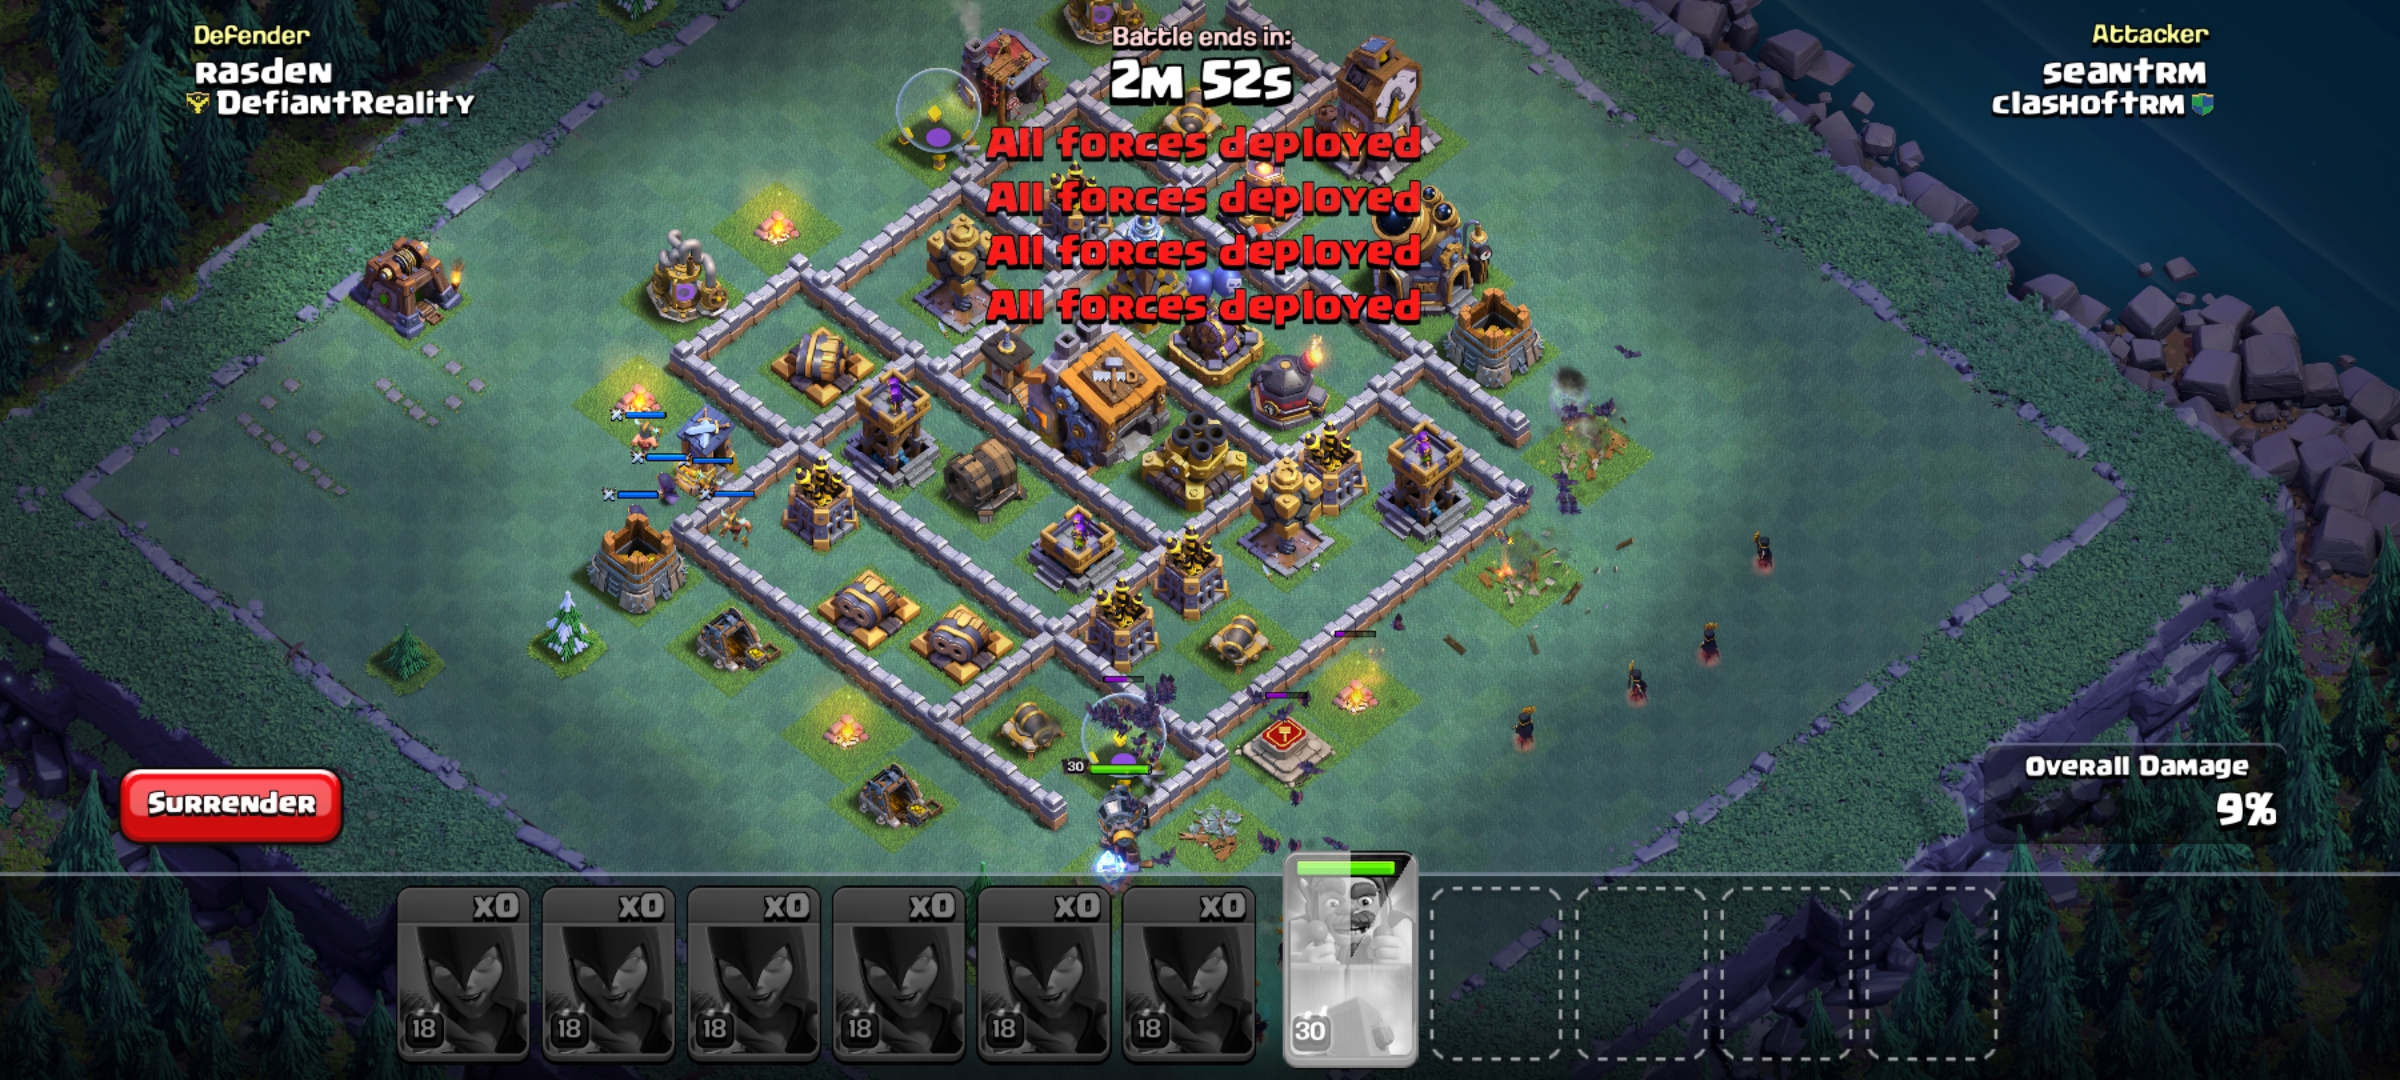 Defender
Rasden
DefiantReality
Battle ends in:
2M 52s
Attacker
seantRM
clashoftRM
All forces deployed
All forces deployed
All forces deployed
All forces deployed
30
Surrender
Overall Damage
9%
x0
x0
x0
x0
x0
x0
18
18
18
18
18
18
30